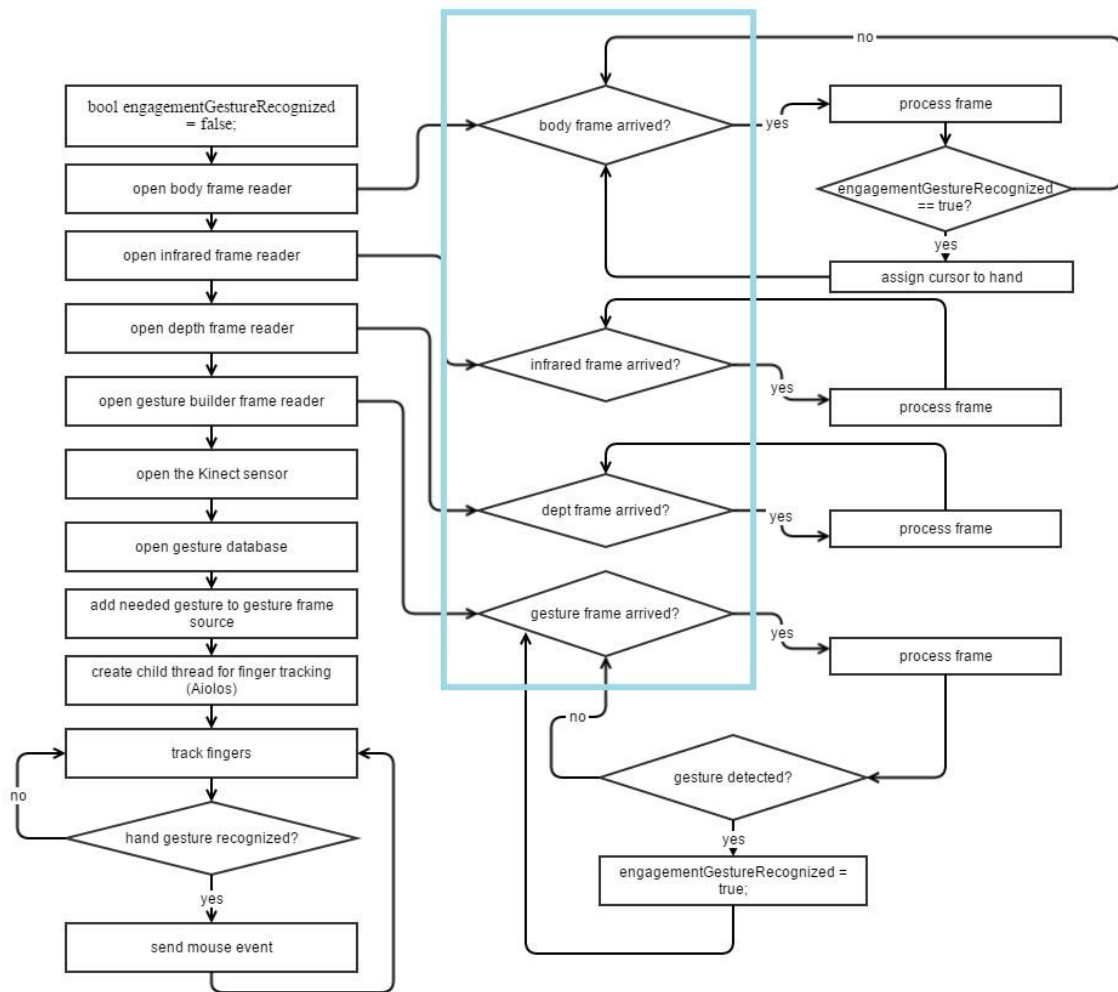 bool engagementGestureRecognized
= false;
open body frame reader
open infrared frame reader
open depth frame reader
open gesture builder frame reader
open the Kinect sensor
open gesture database
add needed gesture to gesture frame
source
create child thread for finger tracking
(Aiolos)
track fingers
no
hand gesture recognized?
yes
send mouse event
body frame arrived?
yes
no
process frame
engagementGestureRecognized
== true?
yes
assign cursor to hand
infrared frame arrived?
yes
process frame
dept frame arrived?
yes
process frame
gesture frame arrived?
yes
process frame
no
gesture detected?
yes
engagementGestureRecognized =
true;